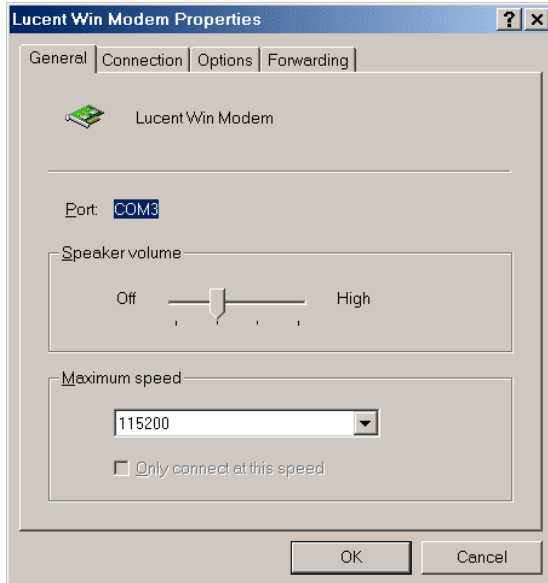 Lucent Win Modem Properties ? ×
General Connection Options Forwarding
Lucent Win Modem
Port: COM3
Speaker volume
Off High
Maximum speed
115200
Only connect at this speed
OK Cancel